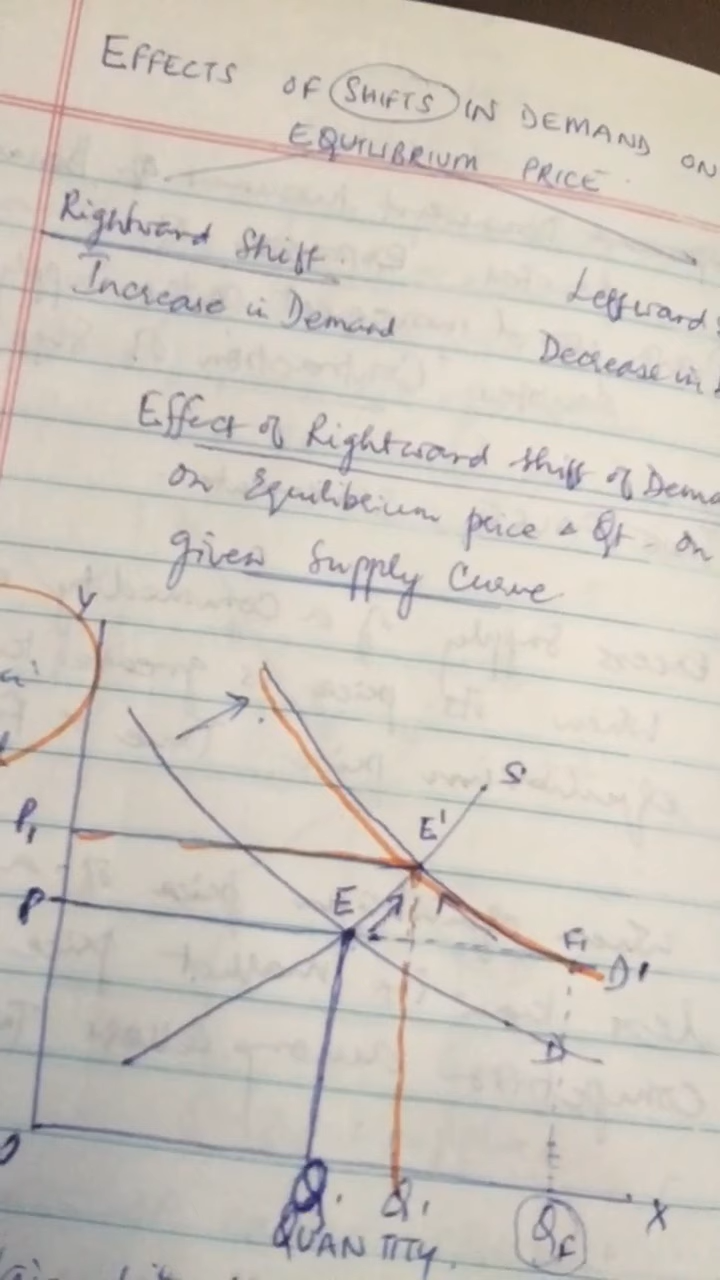 EFFECTS OF SHIFTS IN DEMAND ON
EQUILIBRIUM PRICE
Rightward Shift.
Increase in Demand
Leftward
Decrease in
Effect of Rightward Shift of Dema
on Equilibrium price & Qt. on
given Supply Curve
Y
S
E'
P1
P
E
F1
D'
D
O
Q.
Q1
QF
X
QUANTITY.